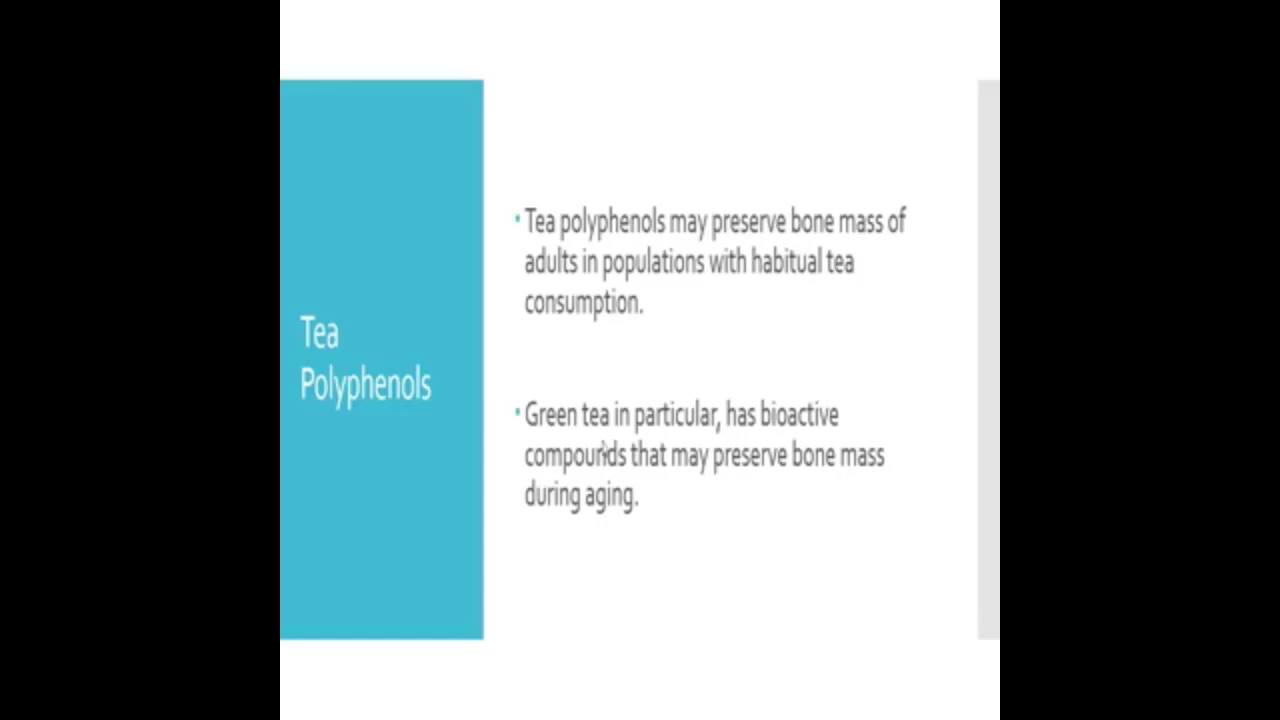 Tea
Polyphenols
Tea polyphenols may preserve bone mass of
adults in populations with habitual tea
consumption.
Green tea in particular, has bioactive
compounds that may preserve bone mass
during aging.